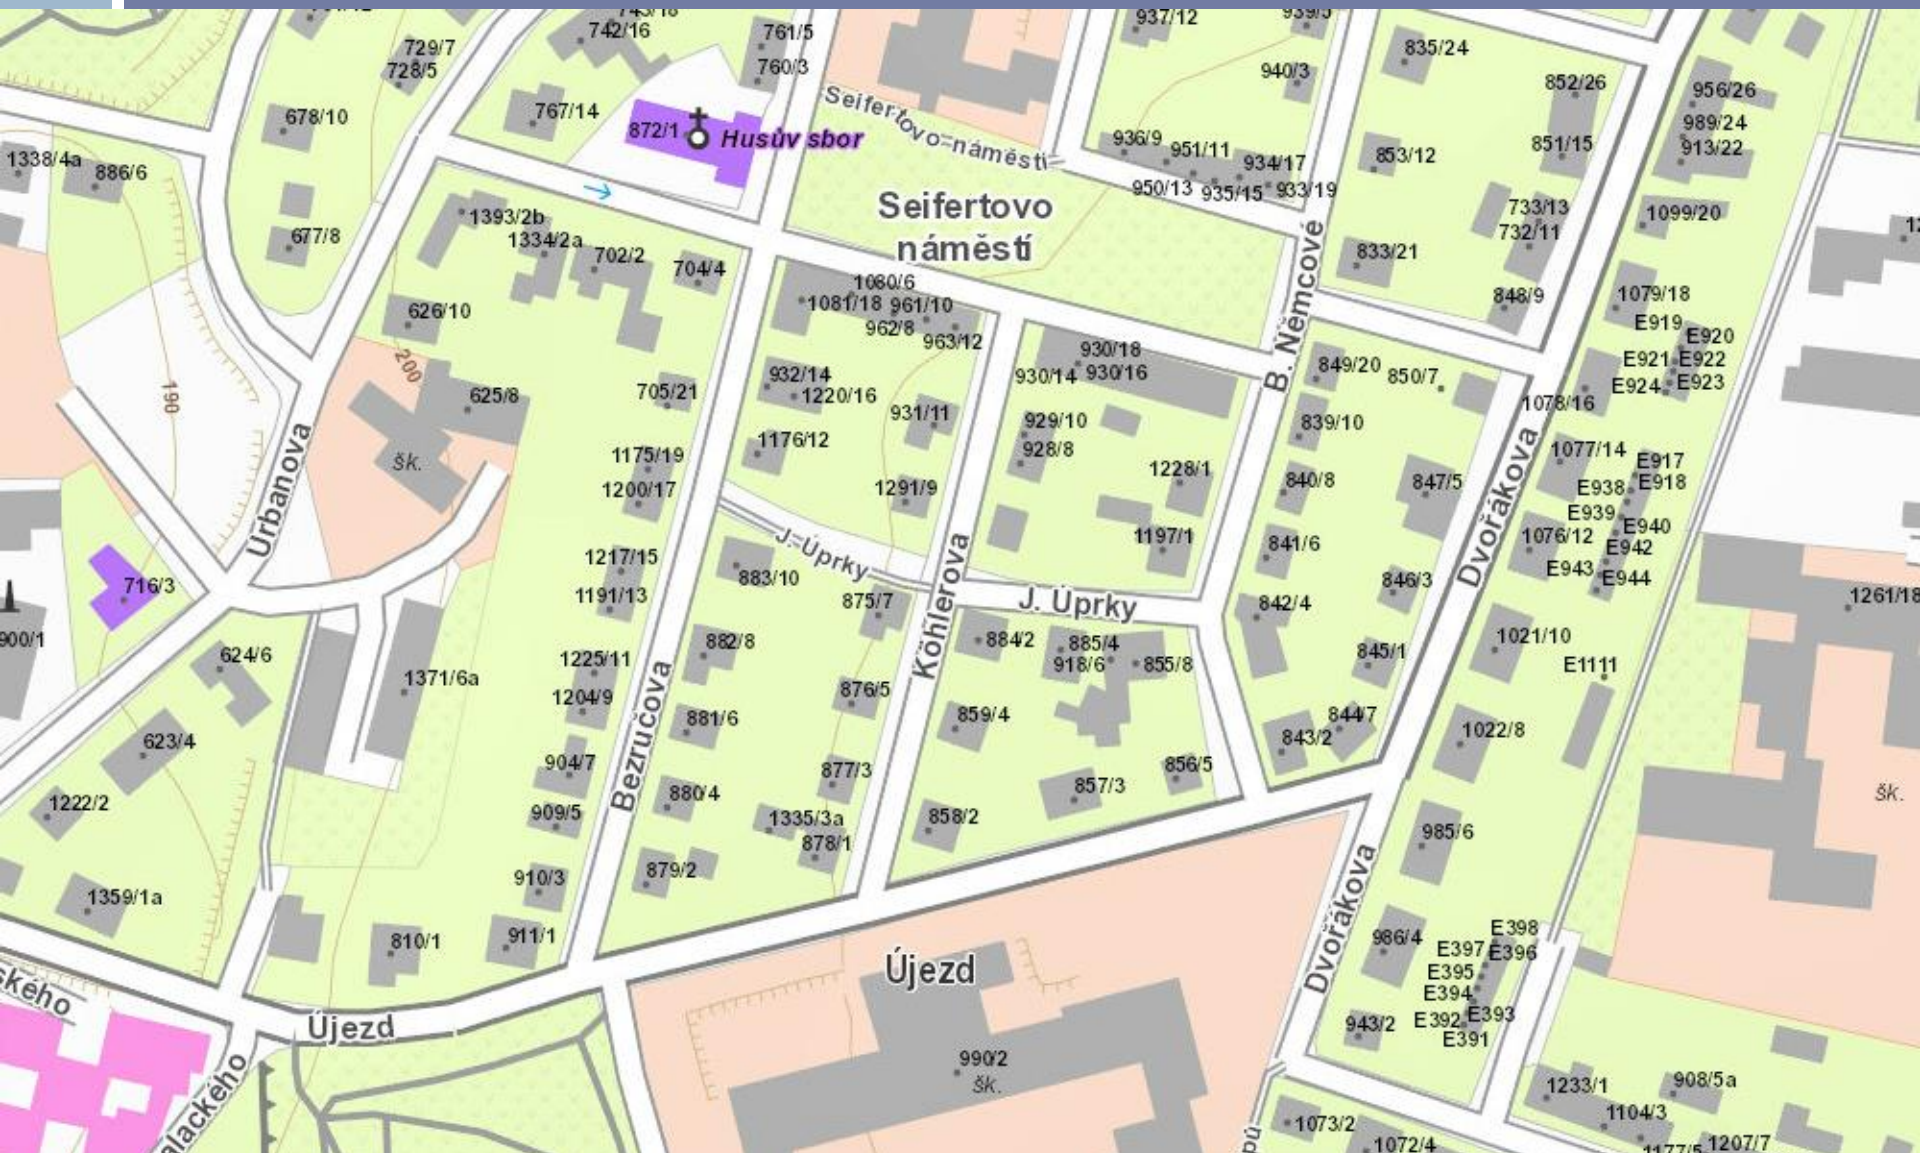 937/12
835/24
742/16
761/5
729/7
728/5
760/3
940/3
852/26
956/26
678/10
767/14
872/1
Husův sbor
Seifertovo náměstí
989/24
913/22
936/9
951/11
934/17
853/12
851/15
1338/4a
886/6
950/13
935/15
933/19
Seifertovo
náměstí
1393/2b
1334/2a
677/8
702/2
704/4
733/13
732/11
1099/20
833/21
B. Němcové
1080/6
1081/18
961/10
962/8
963/12
848/9
1079/18
E919
E920
626/10
200
190
930/18
930/14
930/16
849/20
850/7
E921
E922
E924
E923
932/14
1220/16
705/21
625/8
931/11
929/10
928/8
839/10
1078/16
1176/12
1175/19
1200/17
šk.
Urbanova
1228/1
840/8
847/5
Dvořákova
1077/14
E917
E938
E918
1291/9
E939
E940
J. Úprky
Köhlerova
1197/1
841/6
1076/12
E942
E943
E944
1217/15
1191/13
883/10
875/7
J. Úprky
842/4
846/3
716/3
1261/18
900/1
624/6
1371/6a
1225/11
1204/9
882/8
884/2
885/4
918/6
855/8
845/1
1021/10
E1111
Bezručova
876/5
881/6
859/4
844/7
843/2
1022/8
623/4
904/7
877/3
856/5
857/3
1222/2
909/5
880/4
1335/3a
878/1
858/2
985/6
šk.
910/3
879/2
1359/1a
Dvořákova
810/1
911/1
Újezd
986/4
E398
E397
E396
E395
E394
E392
E393
E391
943/2
ského
Újezd
alackého
990/2
šk.
1233/1
908/5a
1104/3
1073/2
1072/4
1177/5
1207/7